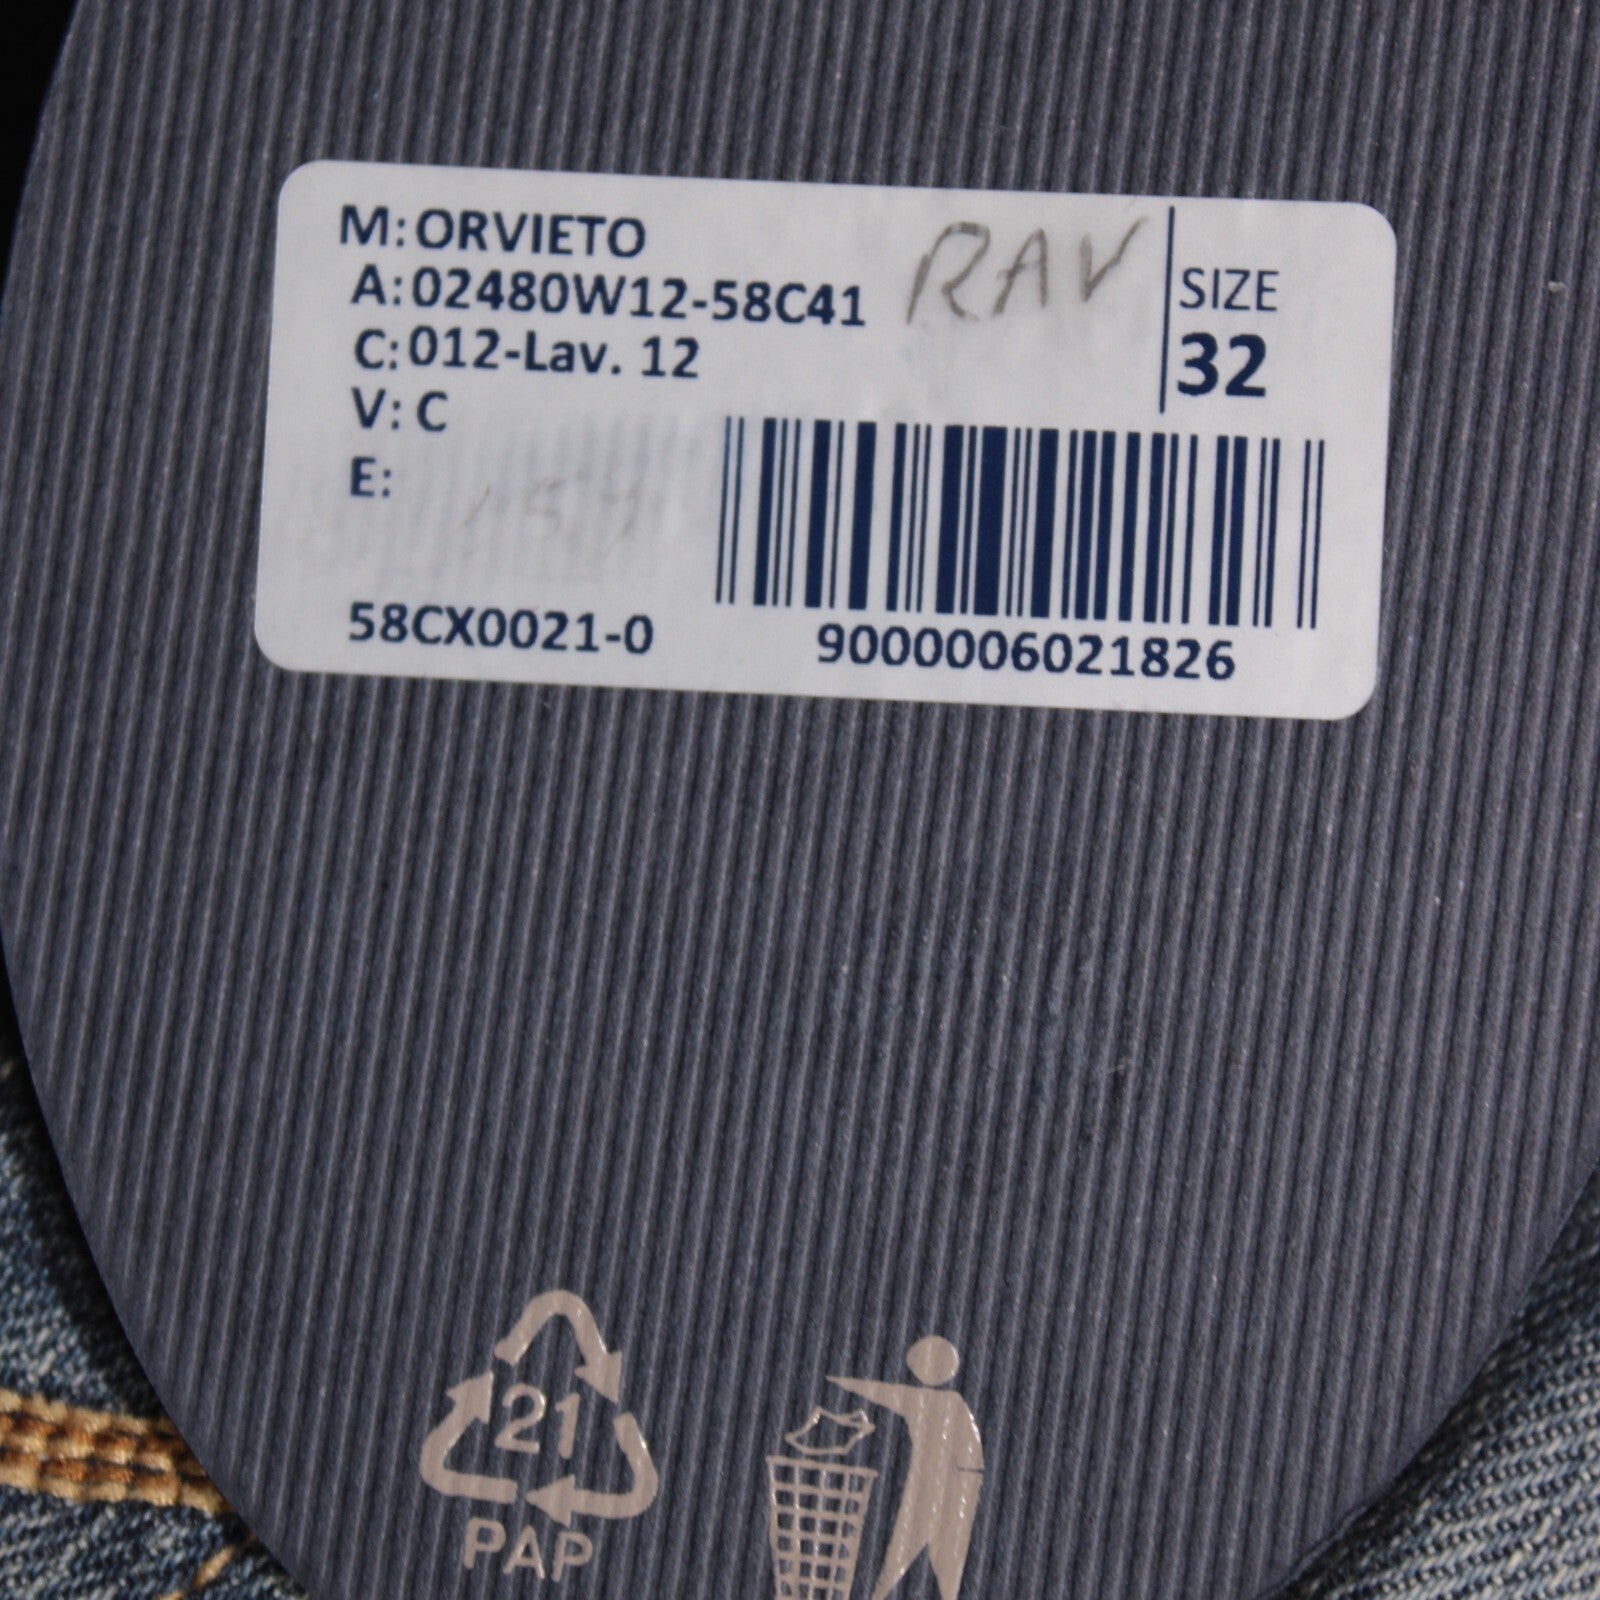 M: ORVIETO
A: 02480W12-58C41
RAV
SIZE
32
C: 012-Lav. 12
V: C
E:
58CX0021-0
9000006021826
21
PAP